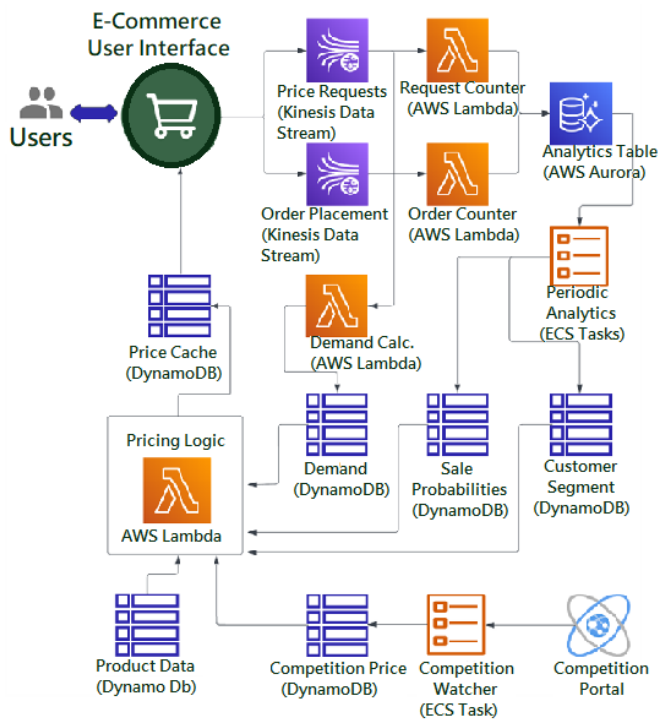 E-Commerce
User Interface
Users
Price Requests
(Kinesis Data
Stream)
Request Counter
(AWS Lambda)
Analytics Table
(AWS Aurora)
Order Placement
(Kinesis Data
Stream)
Order Counter
(AWS Lambda)
Periodic
Analytics
(ECS Tasks)
Price Cache
(DynamoDB)
Demand Calc.
(AWS Lambda)
Pricing Logic
AWS Lambda
Demand
(DynamoDB)
Sale
Probabilities
(DynamoDB)
Customer
Segment
(DynamoDB)
Product Data
(Dynamo Db)
Competition Price
(DynamoDB)
Competition
Watcher
(ECS Task)
Competition
Portal